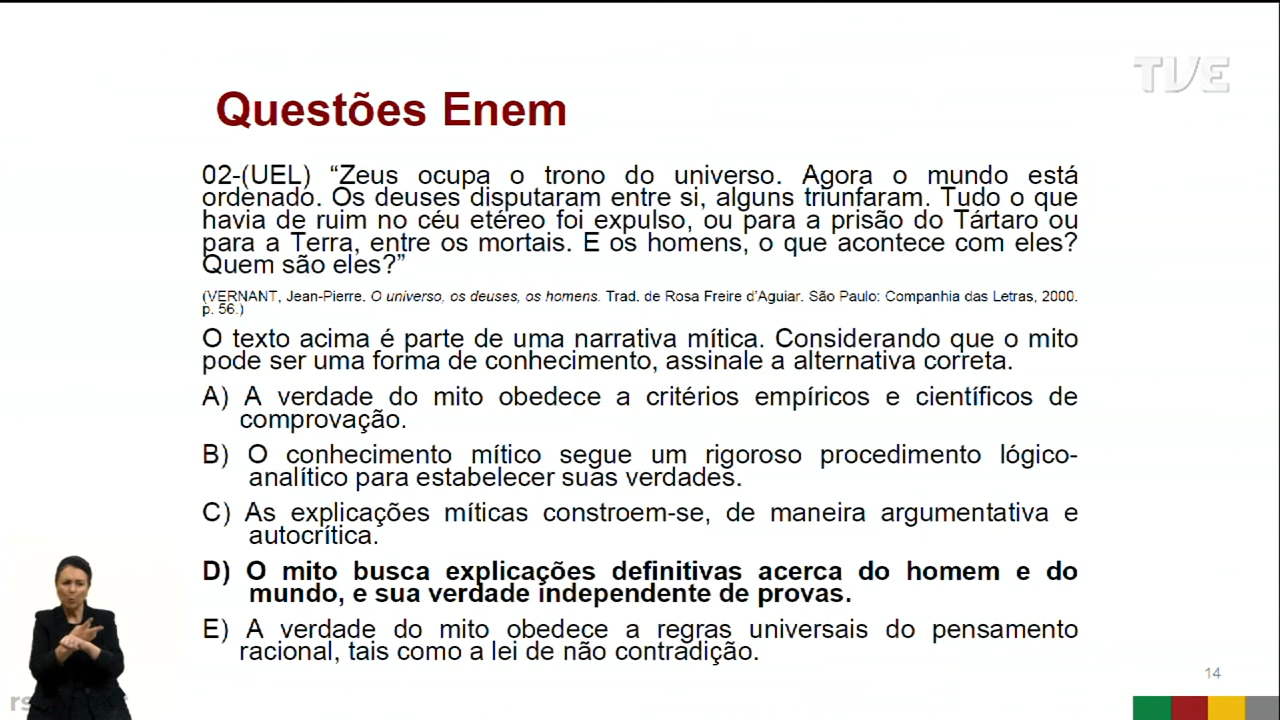 TVE
Questões Enem
02-(UEL) “Zeus ocupa o trono do universo. Agora o mundo está
ordenado. Os deuses disputaram entre si, alguns triunfaram. Tudo o que
havia de ruim no céu etéreo foi expulso, ou para a prisão do Tártaro ou
para a Terra, entre os mortais. E os homens, o que acontece com eles?
Quem são eles?”
(VERNANT, Jean-Pierre. O universo, os deuses, os homens. Trad. de Rosa Freire d’Aguiar. São Paulo: Companhia das Letras, 2000.
p. 56.)
O texto acima é parte de uma narrativa mítica. Considerando que o mito
pode ser uma forma de conhecimento, assinale a alternativa correta.
A) A verdade do mito obedece a critérios empíricos e científicos de
comprovação.
B) O conhecimento mítico segue um rigoroso procedimento lógico-
analítico para estabelecer suas verdades.
C) As explicações míticas constroem-se, de maneira argumentativa e
autocrítica.
D) O mito busca explicações definitivas acerca do homem e do
mundo, e sua verdade independente de provas.
E) A verdade do mito obedece a regras universais do pensamento
racional, tais como a lei de não contradição.
14